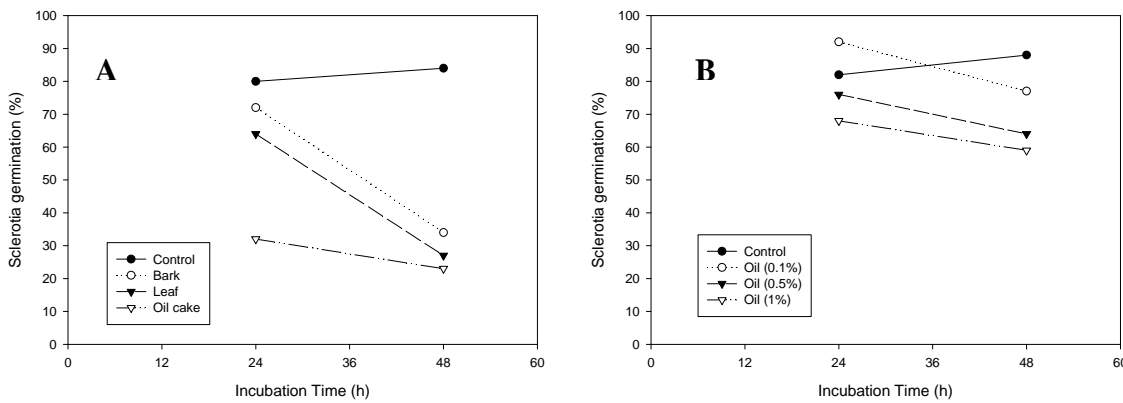 A
Sclerotia germination (%)
100
90
80
70
60
50
40
30
20
10
0
Control
Bark
Leaf
Oil cake
0 12 24 36 48 60
Incubation Time (h)
B
Sclerotia germination (%)
100
90
80
70
60
50
40
30
20
10
0
Control
Oil (0.1%)
Oil (0.5%)
Oil (1%)
0 12 24 36 48 60
Incubation Time (h)